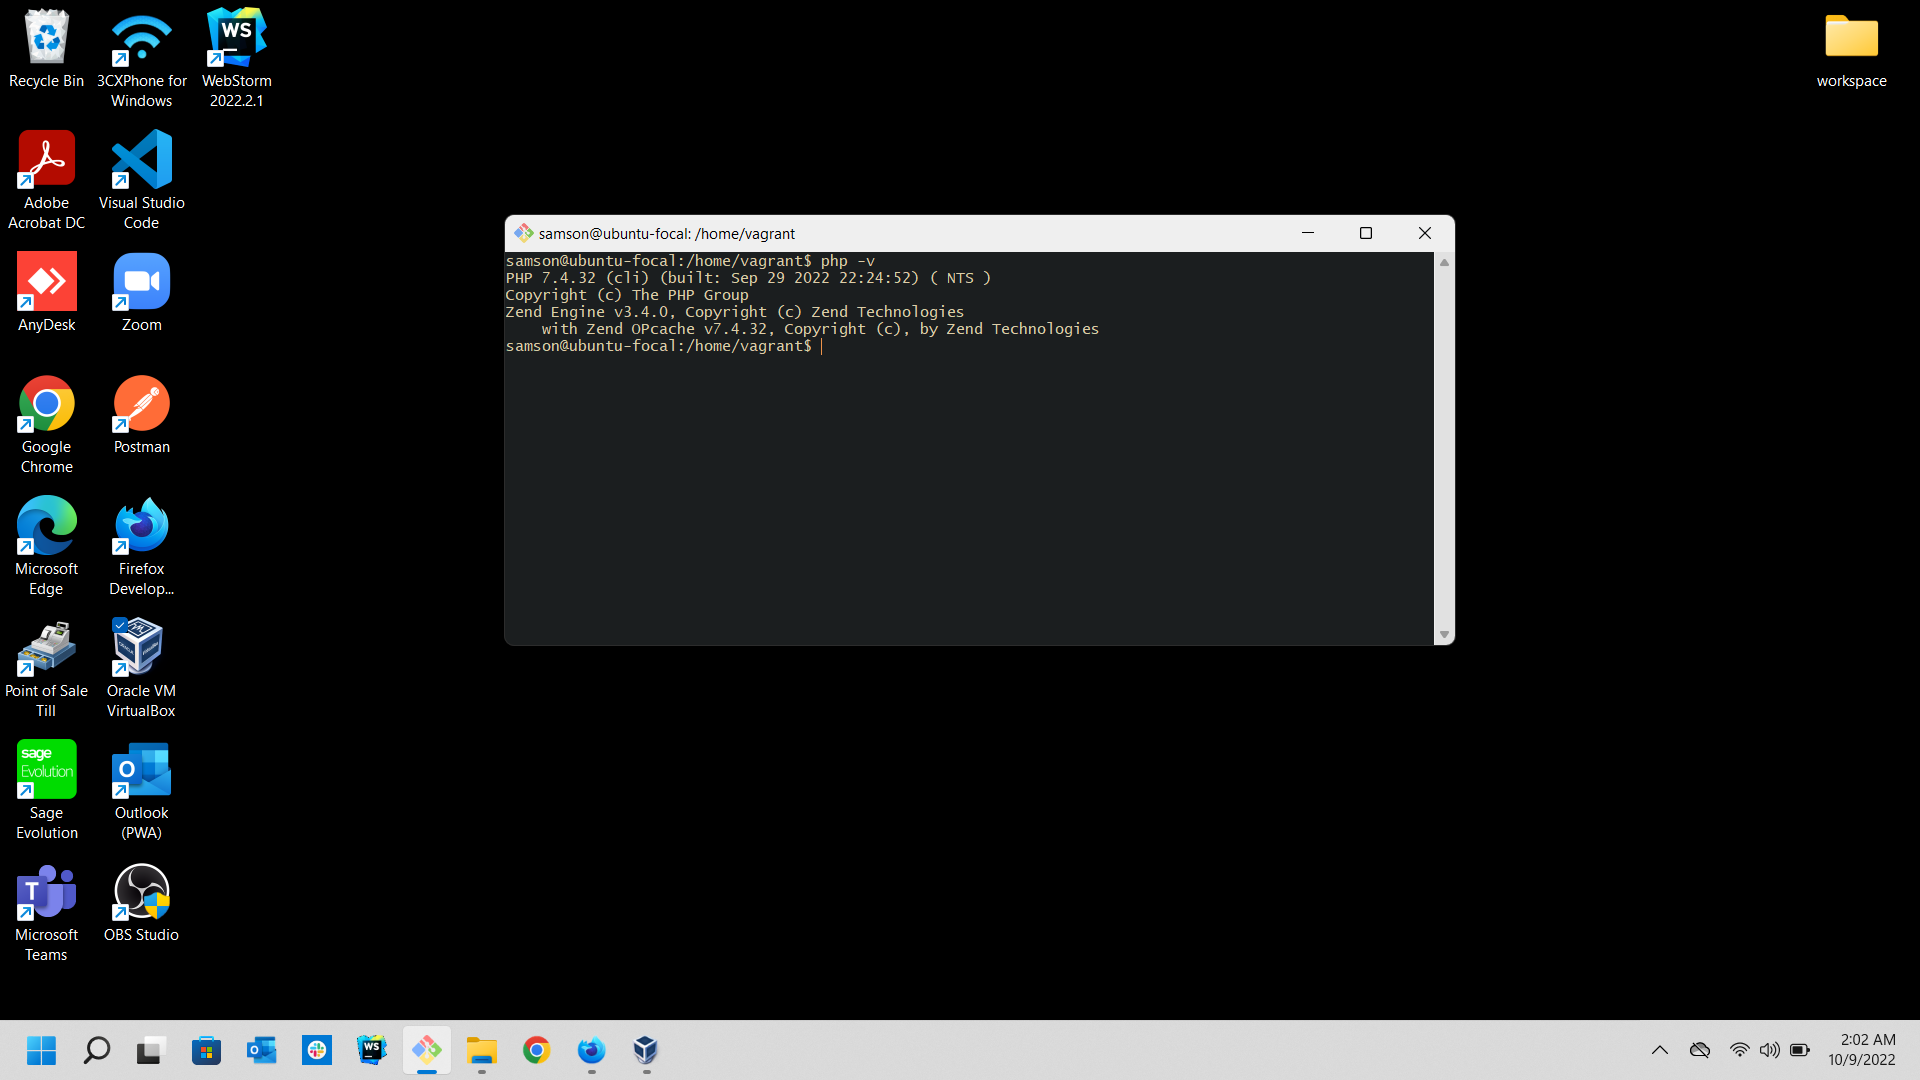 Recycle Bin
3CXPhone for
Windows
WS
WebStorm
2022.2.1
workspace
Adobe
Acrobat DC
Visual Studio
Code
AnyDesk
Zoom
Google
Chrome
Postman
Microsoft
Edge
Firefox
Develop...
Point of Sale
Till
Oracle VM
VirtualBox
sage
Evolution
Sage
Evolution
O
Outlook
(PWA)
T
Microsoft
Teams
OBS Studio
samson@ubuntu-focal: /home/vagrant
samson@ubuntu-focal:/home/vagrant$ php -v
PHP 7.4.32 (cli) (built: Sep 29 2022 22:24:52) ( NTS )
Copyright (c) The PHP Group
Zend Engine v3.4.0, Copyright (c) Zend Technologies
    with Zend OPcache v7.4.32, Copyright (c), by Zend Technologies
samson@ubuntu-focal:/home/vagrant$
WS
2:02 AM
10/9/2022